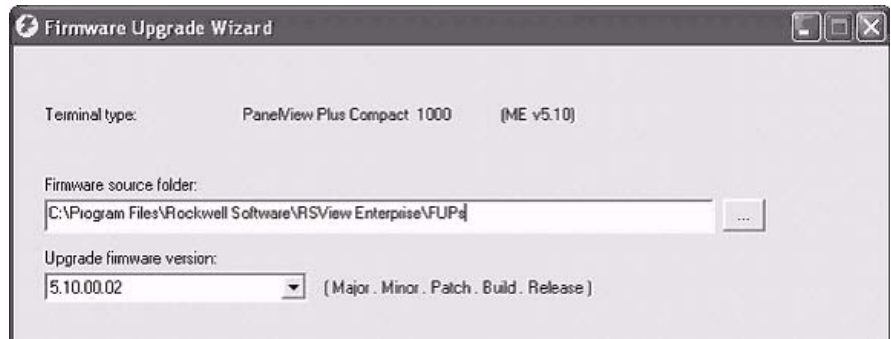 Firmware Upgrade Wizard
Terminal type: PanelView Plus Compact 1000 (ME v5.10)
Firmware source folder:
C:\Program Files\Rockwell Software\RSView Enterprise\FUPs
...
Upgrade firmware version:
5.10.00.02 (Major . Minor . Patch . Build . Release)